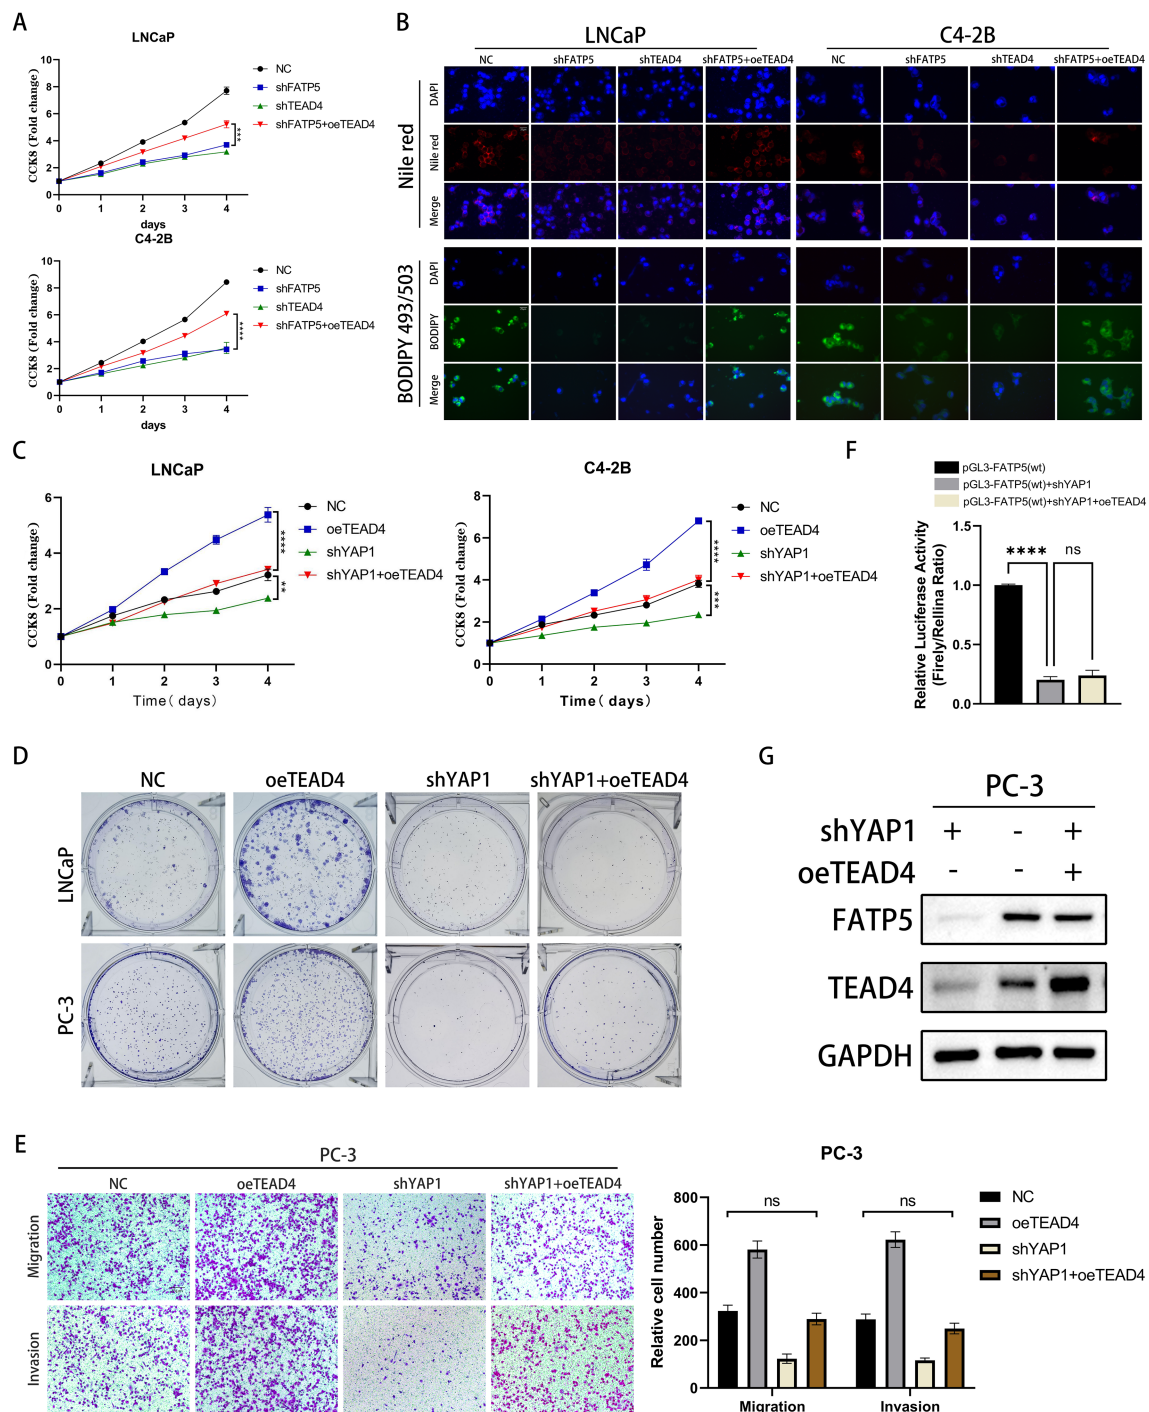 A
LNCaP
CCK8 (Fold change)
10
8
6
4
2
0
0 1 2 3 4
days
NC
shFATP5
shTEAD4
shFATP5+oeTEAD4
***
C4-2B
CCK8 (Fold change)
10
8
6
4
2
0
0 1 2 3 4
days
NC
shFATP5
shTEAD4
shFATP5+oeTEAD4
****
B
LNCaP C4-2B
NC shFATP5 shTEAD4 shFATP5+oeTEAD4 NC shFATP5 shTEAD4 shFATP5+oeTEAD4
Nile red
DAPI
Nile red
Merge
BODIPY 493/503
DAPI
BODIPY
Merge
C
LNCaP
CCK8 (Fold change)
6
4
2
0
0 1 2 3 4
Time( days)
NC
oeTEAD4
shYAP1
shYAP1+oeTEAD4
****
**
C4-2B
CCK8 (Fold change)
8
6
4
2
0
0 1 2 3 4
Time( days)
NC
oeTEAD4
shYAP1
shYAP1+oeTEAD4
****
***
F
pGL3-FATP5(wt)
pGL3-FATP5(wt)+shYAP1
pGL3-FATP5(wt)+shYAP1+oeTEAD4
Relative Luciferase Activity
(Firely/Rellina Ratio)
1.5
1.0
0.5
0.0
**** ns
D
NC oeTEAD4 shYAP1 shYAP1+oeTEAD4
LNCaP
PC-3
G
PC-3
shYAP1 + - +
oeTEAD4 - - +
FATP5
TEAD4
GAPDH
E
PC-3
NC oeTEAD4 shYAP1 shYAP1+oeTEAD4
Migration
Invasion
PC-3
Relative cell number
800
600
400
200
0
ns ns
Migration Invasion
NC
oeTEAD4
shYAP1
shYAP1+oeTEAD4